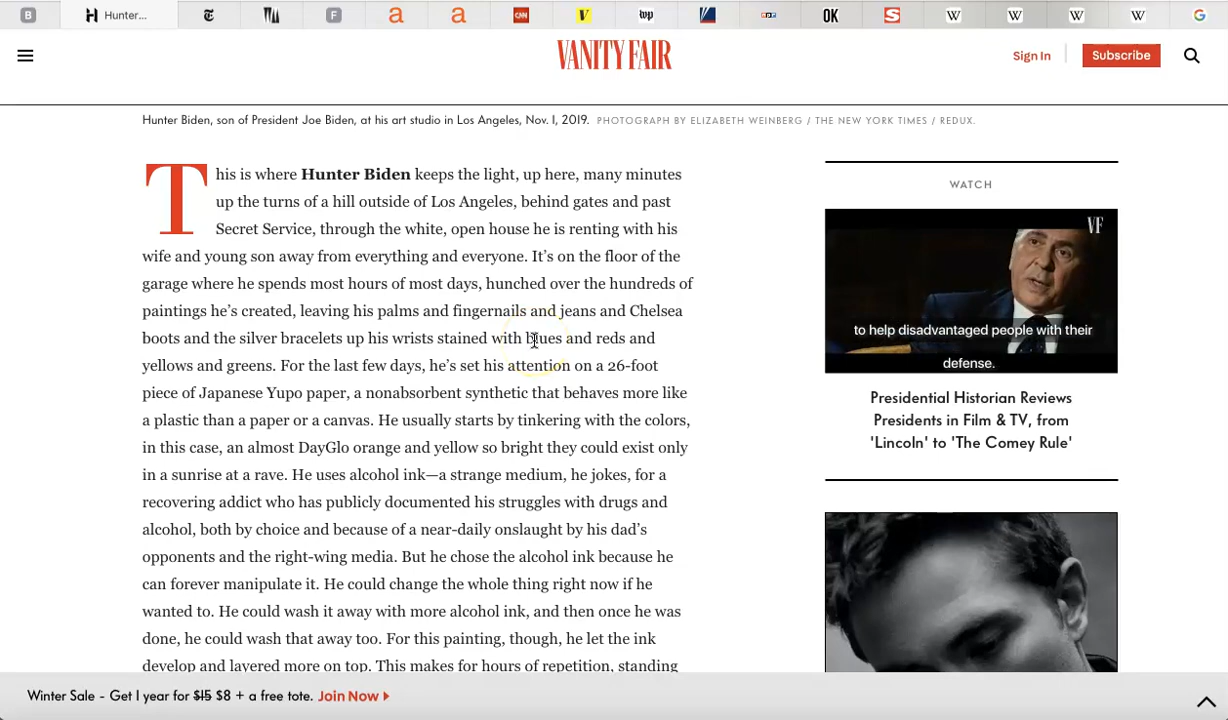 B
Hunter...
T
W
F
a
a
CNN
V
wp
npr
OK
S
W
W
W
W
G
VANITY FAIR
Sign In
Subscribe
Hunter Biden, son of President Joe Biden, at his art studio in Los Angeles, Nov. 1, 2019. PHOTOGRAPH BY ELIZABETH WEINBERG / THE NEW YORK TIMES / REDUX.
This is where Hunter Biden keeps the light, up here, many minutes
up the turns of a hill outside of Los Angeles, behind gates and past
Secret Service, through the white, open house he is renting with his
wife and young son away from everything and everyone. It's on the floor of the
garage where he spends most hours of most days, hunched over the hundreds of
paintings he's created, leaving his palms and fingernails and jeans and Chelsea
boots and the silver bracelets up his wrists stained with blues and reds and
yellows and greens. For the last few days, he's set his attention on a 26-foot
piece of Japanese Yupo paper, a nonabsorbent synthetic that behaves more like
a plastic than a paper or a canvas. He usually starts by tinkering with the colors,
in this case, an almost DayGlo orange and yellow so bright they could exist only
in a sunrise at a rave. He uses alcohol ink—a strange medium, he jokes, for a
recovering addict who has publicly documented his struggles with drugs and
alcohol, both by choice and because of a near-daily onslaught by his dad's
opponents and the right-wing media. But he chose the alcohol ink because he
can forever manipulate it. He could change the whole thing right now if he
wanted to. He could wash it away with more alcohol ink, and then once he was
done, he could wash that away too. For this painting, though, he let the ink
develop and layered more on top. This makes for hours of repetition, standing
WATCH
VF
to help disadvantaged people with their
defense.
Presidential Historian Reviews
Presidents in Film & TV, from
'Lincoln' to 'The Comey Rule'
Winter Sale - Get 1 year for $15 $8 + a free tote. Join Now